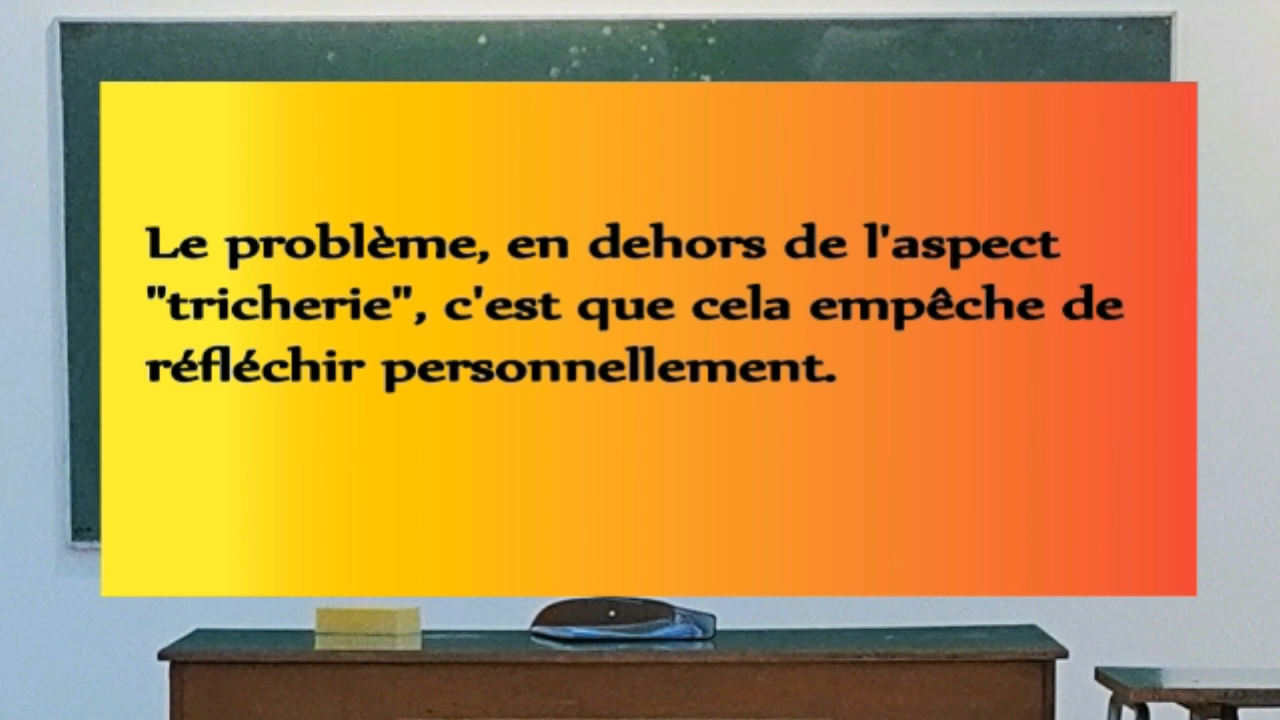 Le problème, en dehors de l'aspect
"tricherie", c'est que cela empêche de
réfléchir personnellement.